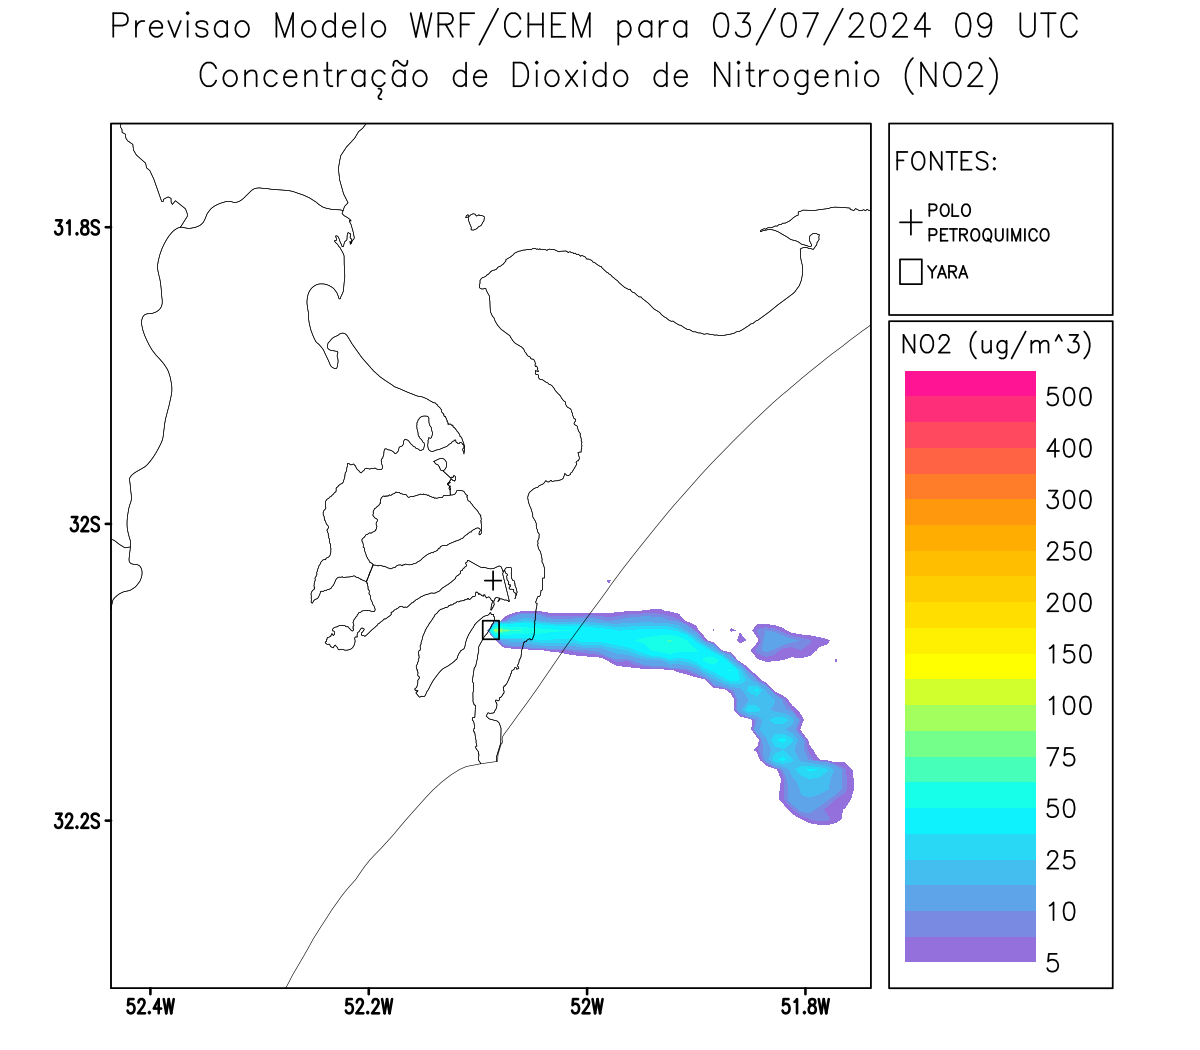 Previsao Modelo WRF/CHEM para 03/07/2024 09 UTC
Concentração de Dioxido de Nitrogenio (NO2)
FONTES:
POLO
PETROQUIMICO
YARA
31.8S
32S
32.2S
52.4W
52.2W
52W
51.8W
NO2 (ug/m^3)
500
400
300
250
200
150
100
75
50
25
10
5